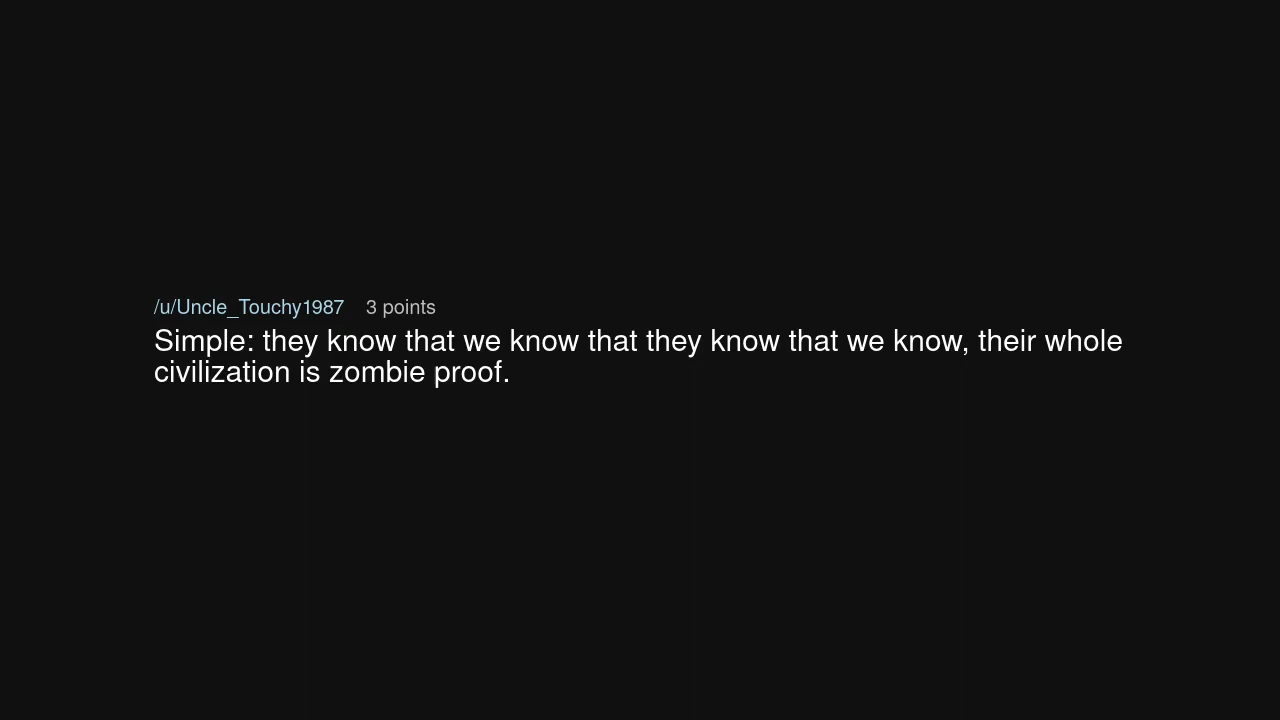 /u/Uncle_Touchy1987 3 points
Simple: they know that we know that they know that we know, their whole
civilization is zombie proof.